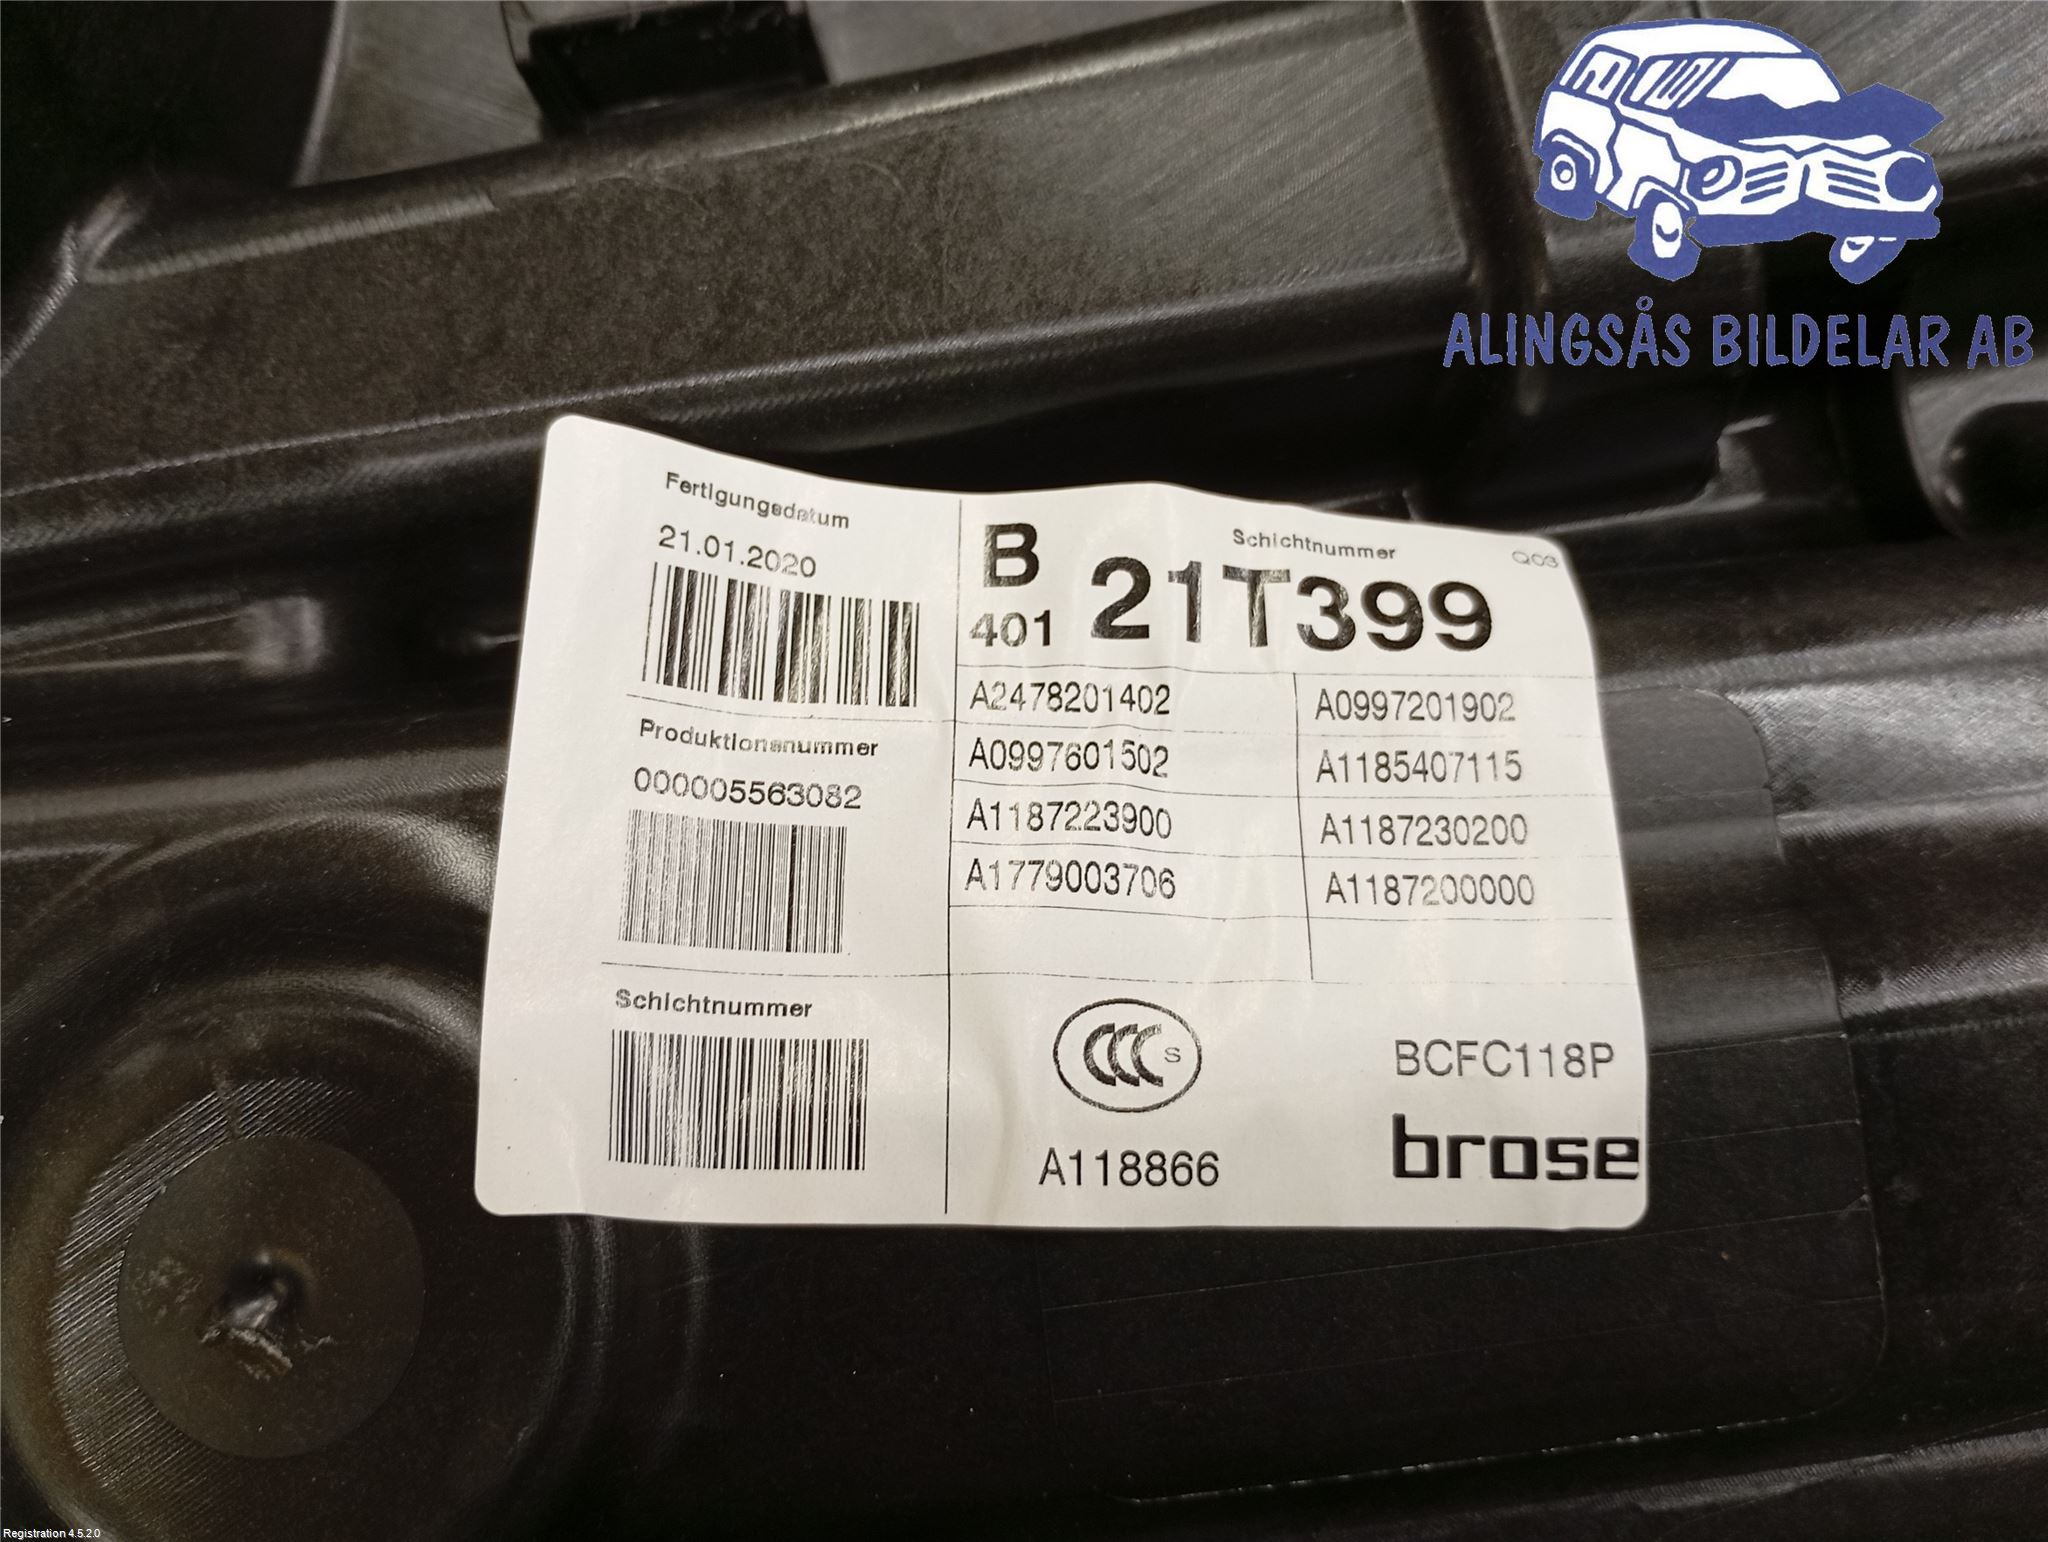 ALINGSÅS BILDELAR AB
Fertigungsdatum
21.01.2020
Produktionsnummer
000005563082
Schichtnummer
B
401
Schichtnummer
Q03
21T399
A2478201402 A0997201902
A0997601502 A1185407115
A1187223900 A1187230200
A1779003706 A1187200000
CCC S
BCFC118P
A118866
brose
Registration 4.5.2.0